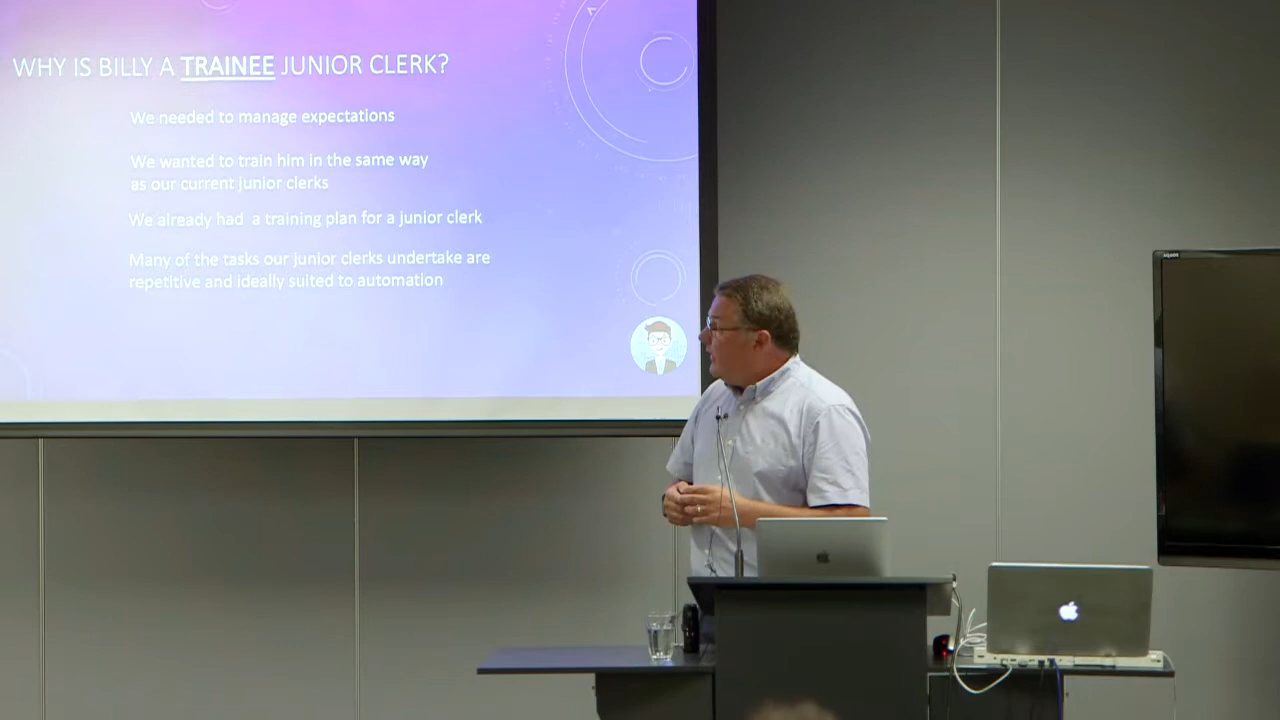 WHY IS BILLY A TRAINEE JUNIOR CLERK?
We needed to manage expectations
We wanted to train him in the same way
as our current junior clerks
We already had a training plan for a junior clerk
Many of the tasks our junior clerks undertake are
repetitive and ideally suited to automation